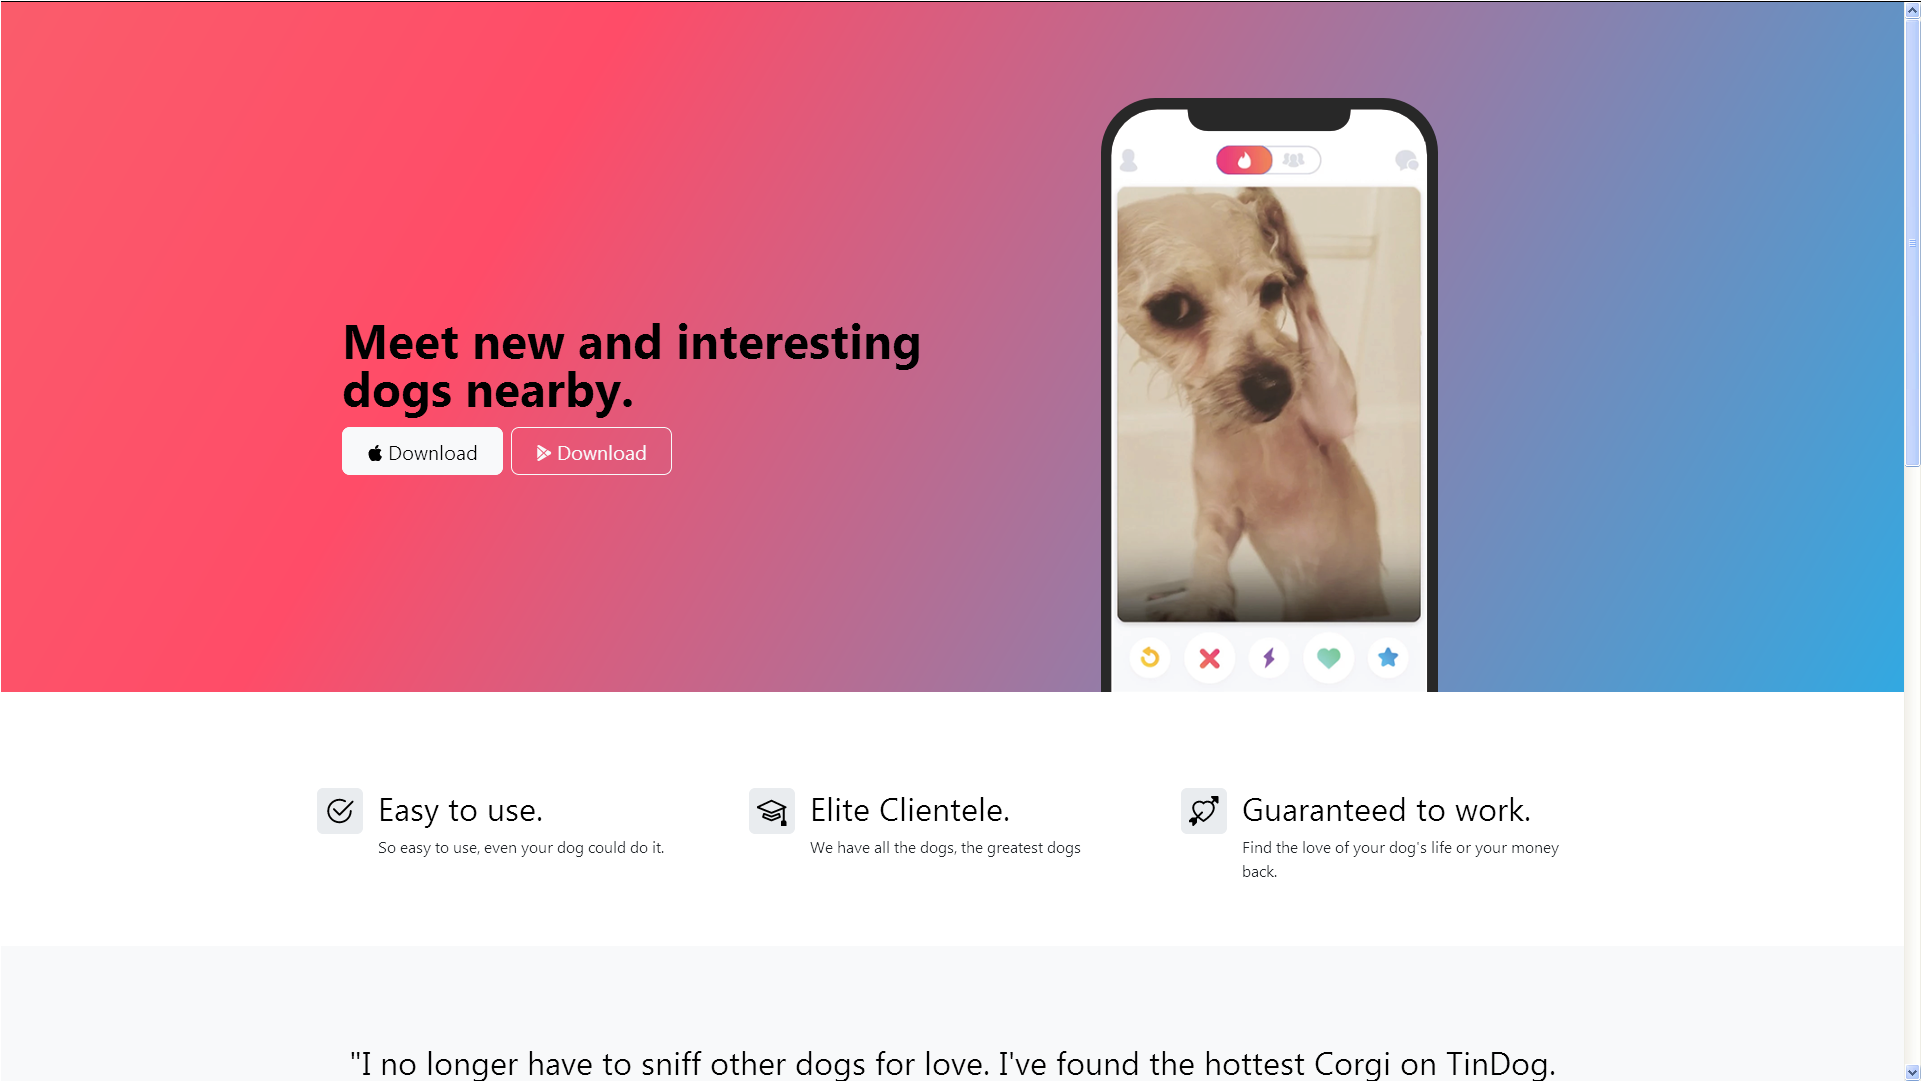 Meet new and interesting
dogs nearby.
Download
Download
Easy to use.
So easy to use, even your dog could do it.
Elite Clientele.
We have all the dogs, the greatest dogs
Guaranteed to work.
Find the love of your dog's life or your money
back.
"I no longer have to sniff other dogs for love. I've found the hottest Corgi on TinDog.